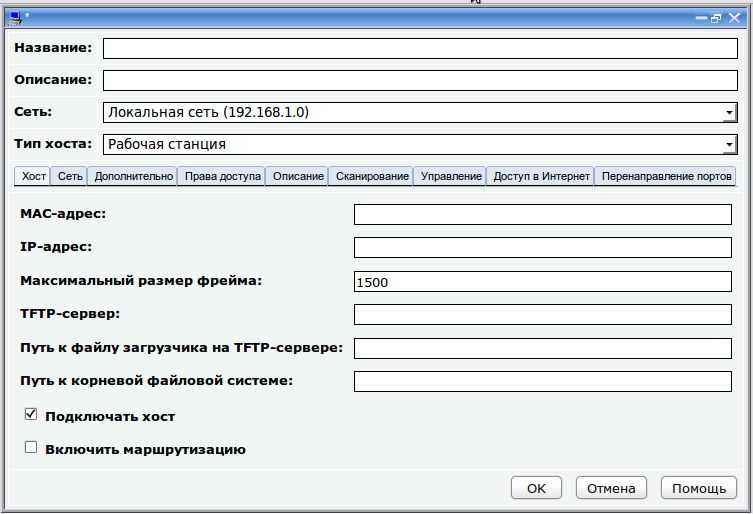 *
Название:
Описание:
Сеть: Локальная сеть (192.168.1.0)
Тип хоста: Рабочая станция
Хост Сеть Дополнительно Права доступа Описание Сканирование Управление Доступ в Интернет Перенаправление портов
MAC-адрес:
IP-адрес:
Максимальный размер фрейма: 1500
TFTP-сервер:
Путь к файлу загрузчика на TFTP-сервере:
Путь к корневой файловой системе:
Подключать хост
Включить маршрутизацию
OK Отмена Помощь